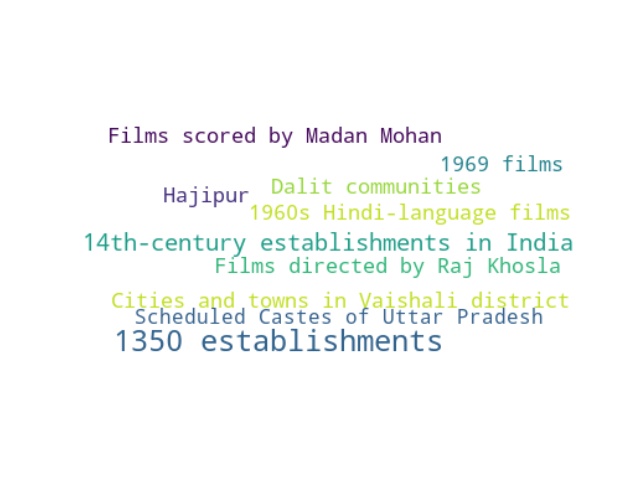 Films scored by Madan Mohan
1969 films
Dalit communities
Hajipur
1960s Hindi-language films
14th-century establishments in India
Films directed by Raj Khosla
Cities and towns in Vaishali district
Scheduled Castes of Uttar Pradesh
1350 establishments